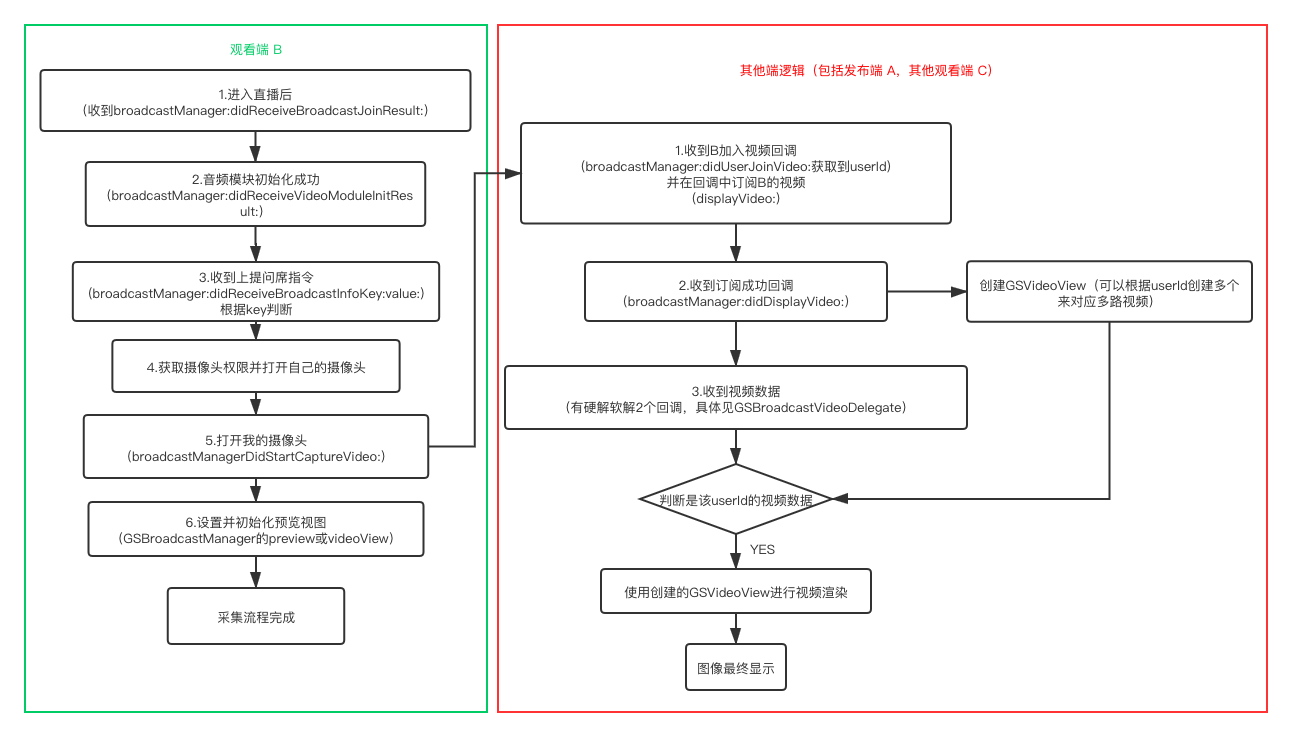 观看端 B
1.进入直播后
（收到broadcastManager:didReceiveBroadcastJoinResult:）
2.音频模块初始化成功
（broadcastManager:didReceiveVideoModuleInitRes
ult:）
3.收到上提问席指令
（broadcastManager:didReceiveBroadcastInfoKey:value:）
根据key判断
4.获取摄像头权限并打开自己的摄像头
5.打开我的摄像头
（broadcastManagerDidStartCaptureVideo:）
6.设置并初始化预览视图
（GSBroadcastManager的preview或videoView）
采集流程完成
其他端逻辑（包括发布端 A，其他观看端 C）
1.收到B加入视频回调
（broadcastManager:didUserJoinVideo:获取到userId）
并在回调中订阅B的视频
（displayVideo:）
2.收到订阅成功回调
（broadcastManager:didDisplayVideo:）
创建GSVideoView（可以根据userId创建多个
来对应多路视频）
3.收到视频数据
（有硬解软解2个回调，具体见GSBroadcastVideoDelegate）
判断是该userId的视频数据
YES
使用创建的GSVideoView进行视频渲染
图像最终显示